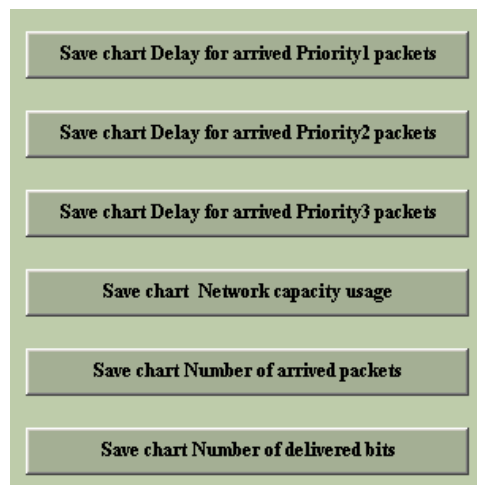 Save chart Delay for arrived Priority1 packets
Save chart Delay for arrived Priority2 packets
Save chart Delay for arrived Priority3 packets
Save chart  Network capacity usage
Save chart Number of arrived packets
Save chart Number of delivered bits